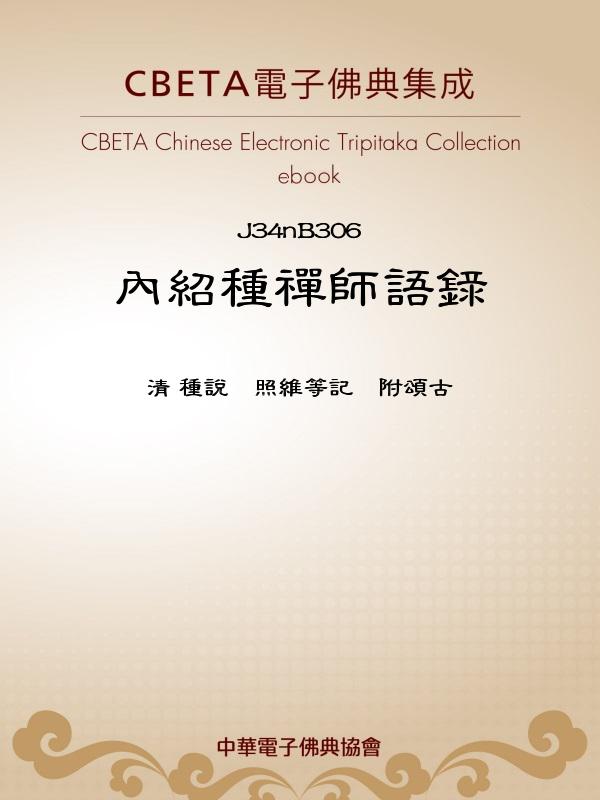 CBETA電子佛典集成
CBETA Chinese Electronic Tripitaka Collection
ebook
J34nB306
內紹種禪師語錄
清 種說　照維等記　附頌古
中華電子佛典協會